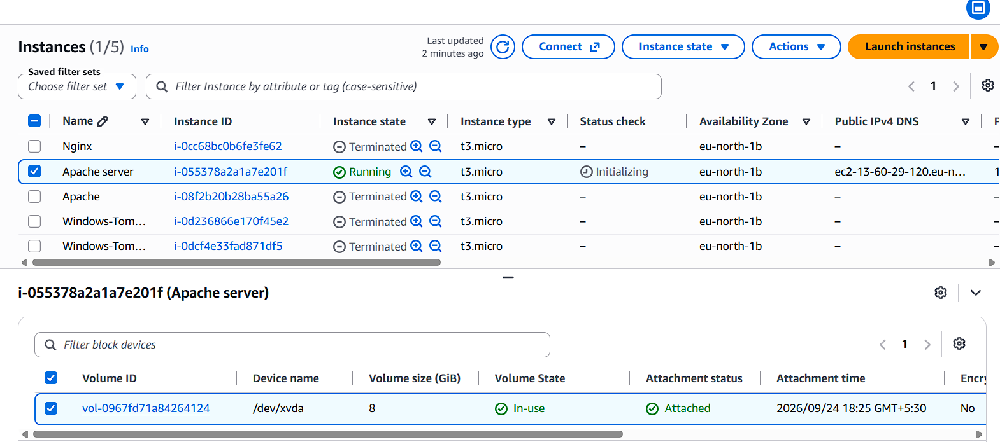 Instances (1/5) Info
Last updated
2 minutes ago
Connect
Instance state
Actions
Launch instances
Saved filter sets
Choose filter set
Filter Instance by attribute or tag (case-sensitive)
1
Name Instance ID Instance state Instance type Status check Availability Zone Public IPv4 DNS
Nginx i-0cc68bc0b6fe3fe62 Terminated t3.micro – eu-north-1b – –
Apache server i-055378a2a1a7e201f Running t3.micro Initializing eu-north-1b ec2-13-60-29-120.eu-n... 1
Apache i-08f2b20b28ba55a26 Terminated t3.micro – eu-north-1b – –
Windows-Tom... i-0d236866e170f45e2 Terminated t3.micro – eu-north-1b – –
Windows-Tom... i-0dcf4e33fad871df5 Terminated t3.micro – eu-north-1b – –
i-055378a2a1a7e201f (Apache server)
Filter block devices
1
Volume ID Device name Volume size (GiB) Volume State Attachment status Attachment time Encry
vol-0967fd71a84264124 /dev/xvda 8 In-use Attached 2026/09/24 18:25 GMT+5:30 No